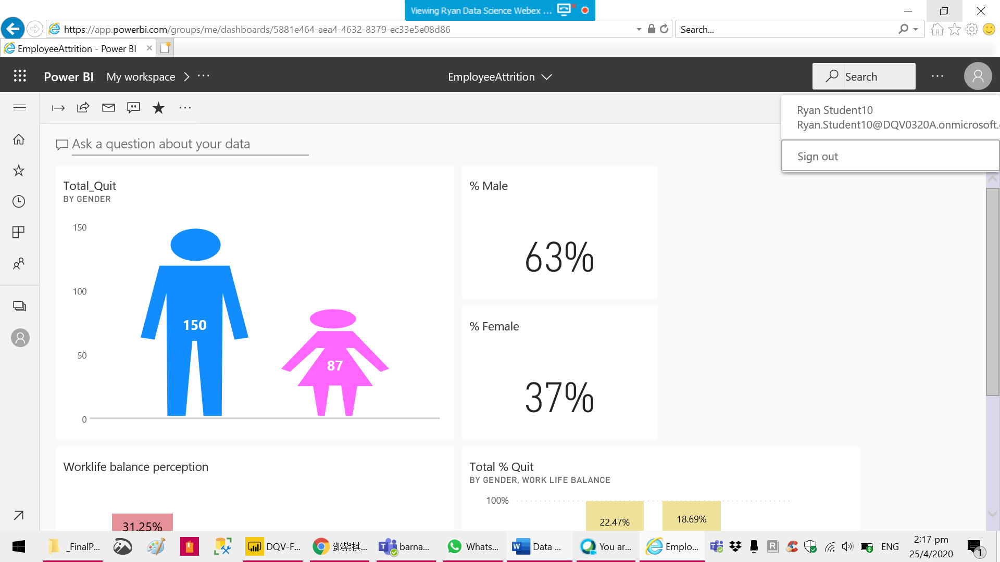 Viewing Ryan Data Science Webex ...
https://app.powerbi.com/groups/me/dashboards/5881e464-aea4-4632-8379-ec33e5e08d86
Search...
EmployeeAttrition - Power BI
Power BI My workspace
EmployeeAttrition
Search
Ryan Student10
Ryan.Student10@DQV0320A.onmicrosoft.
Sign out
Ask a question about your data
Total_Quit
BY GENDER
150
100
50
0
150
87
% Male
63%
% Female
37%
Worklife balance perception
31.25%
Total % Quit
BY GENDER, WORK LIFE BALANCE
100%
22.47%
18.69%
_FinalP...
DQV-F...
鄧紫棋...
barna...
Whats...
Data ...
You ar...
Emplo...
ENG
2:17 pm
25/4/2020
1